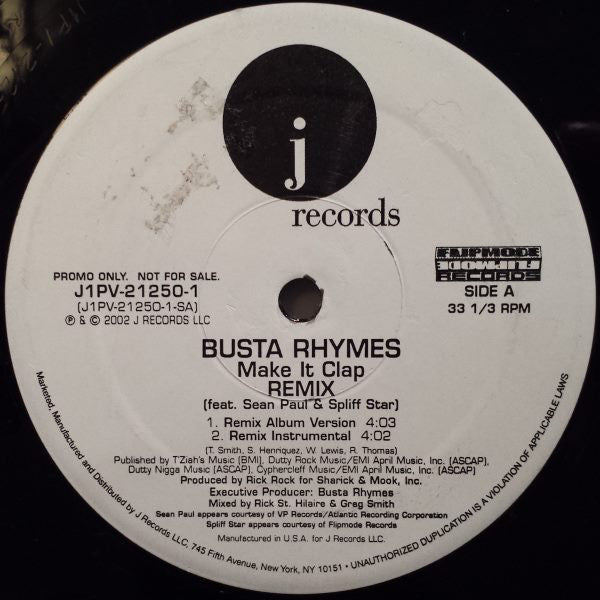 j
records
FLIPMODE
RECORDS
PROMO ONLY. NOT FOR SALE.
J1PV-21250-1
(J1PV-21250-1-SA)
℗ & © 2002 J RECORDS LLC
SIDE A
33 1/3 RPM
BUSTA RHYMES
Make It Clap
REMIX
(feat. Sean Paul & Spliff Star)
1. Remix Album Version 4:03
2. Remix Instrumental 4:02
(T. Smith, S. Henriquez, W. Lewis, R. Thomas)
Published by T'Ziah's Music (BMI), Dutty Rock Music/EMI April Music, Inc. (ASCAP),
Dutty Nigga Music (ASCAP), Cyphercleff Music/EMI April Music, Inc. (ASCAP)
Produced by Rick Rock for Sharick & Mook, Inc.
Executive Producer: Busta Rhymes
Mixed by Rick St. Hilaire & Greg Smith
Sean Paul appears courtesy of VP Records/Atlantic Recording Corporation
Spliff Star appears courtesy of Flipmode Records
Manufactured in U.S.A. for J Records LLC.
Marketed, Manufactured and Distributed by J Records LLC, 745 Fifth Avenue, New York, NY 10151 • UNAUTHORIZED DUPLICATION IS A VIOLATION OF APPLICABLE LAWS